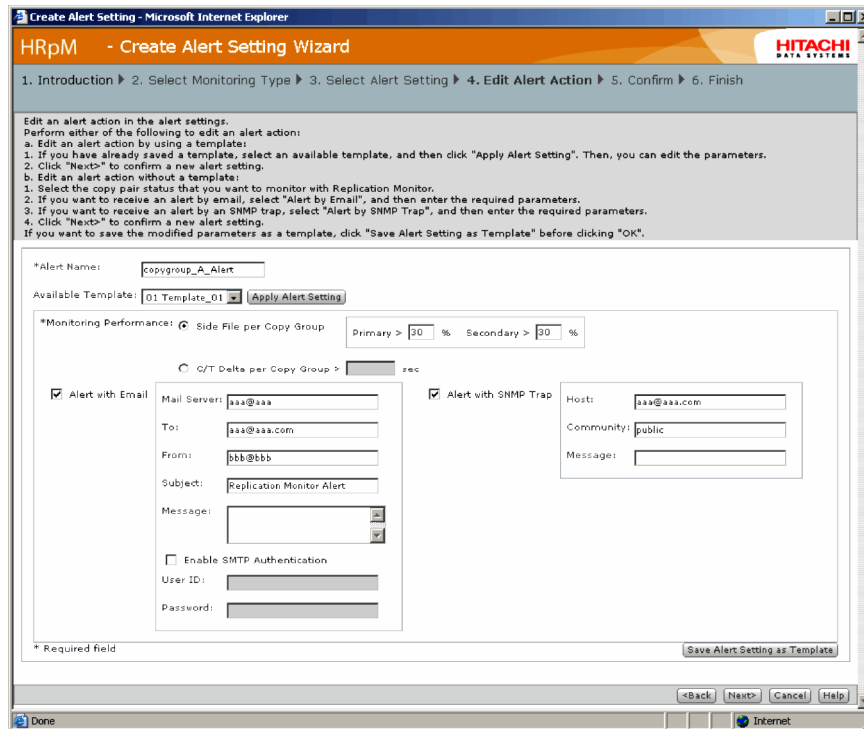 Create Alert Setting - Microsoft Internet Explorer
HRpM - Create Alert Setting Wizard
HITACHI
DATA SYSTEMS
1. Introduction 2. Select Monitoring Type 3. Select Alert Setting 4. Edit Alert Action 5. Confirm 6. Finish
Edit an alert action in the alert settings.
Perform either of the following to edit an alert action:
a. Edit an alert action by using a template:
1. If you have already saved a template, select an available template, and then click "Apply Alert Setting". Then, you can edit the parameters.
2. Click "Next>" to confirm a new alert setting.
b. Edit an alert action without a template:
1. Select the copy pair status that you want to monitor with Replication Monitor.
2. If you want to receive an alert by email, select "Alert by Email", and then enter the required parameters.
3. If you want to receive an alert by an SNMP trap, select "Alert by SNMP Trap", and then enter the required parameters.
4. Click "Next>" to confirm a new alert setting.
If you want to save the modified parameters as a template, click "Save Alert Setting as Template" before clicking "OK".
*Alert Name: copygroup_A_Alert
Available Template: 01 Template_01 Apply Alert Setting
*Monitoring Performance: Side File per Copy Group Primary > 30 % Secondary > 30 %
C/T Delta per Copy Group > sec
Alert with Email
Mail Server: aaa@aaa
To: aaa@aaa.com
From: bbb@bbb
Subject: Replication Monitor Alert
Message:
Enable SMTP Authentication
User ID:
Password:
Alert with SNMP Trap
Host: aaa@aaa.com
Community: public
Message:
* Required field
Save Alert Setting as Template
<Back Next> Cancel Help
Done Internet